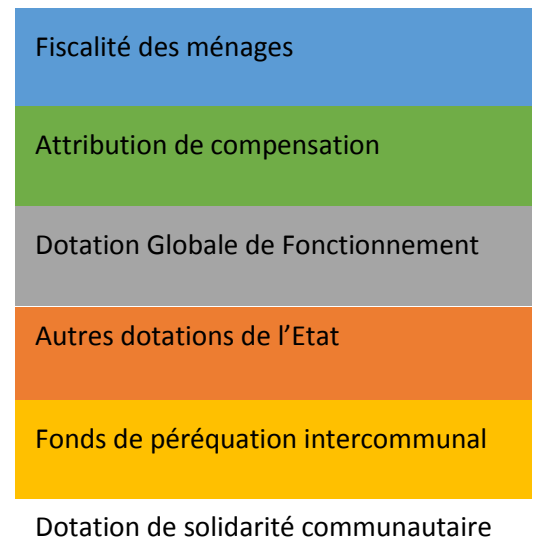 Fiscalité des ménages
Attribution de compensation
Dotation Globale de Fonctionnement
Autres dotations de l’Etat
Fonds de péréquation intercommunal
Dotation de solidarité communautaire